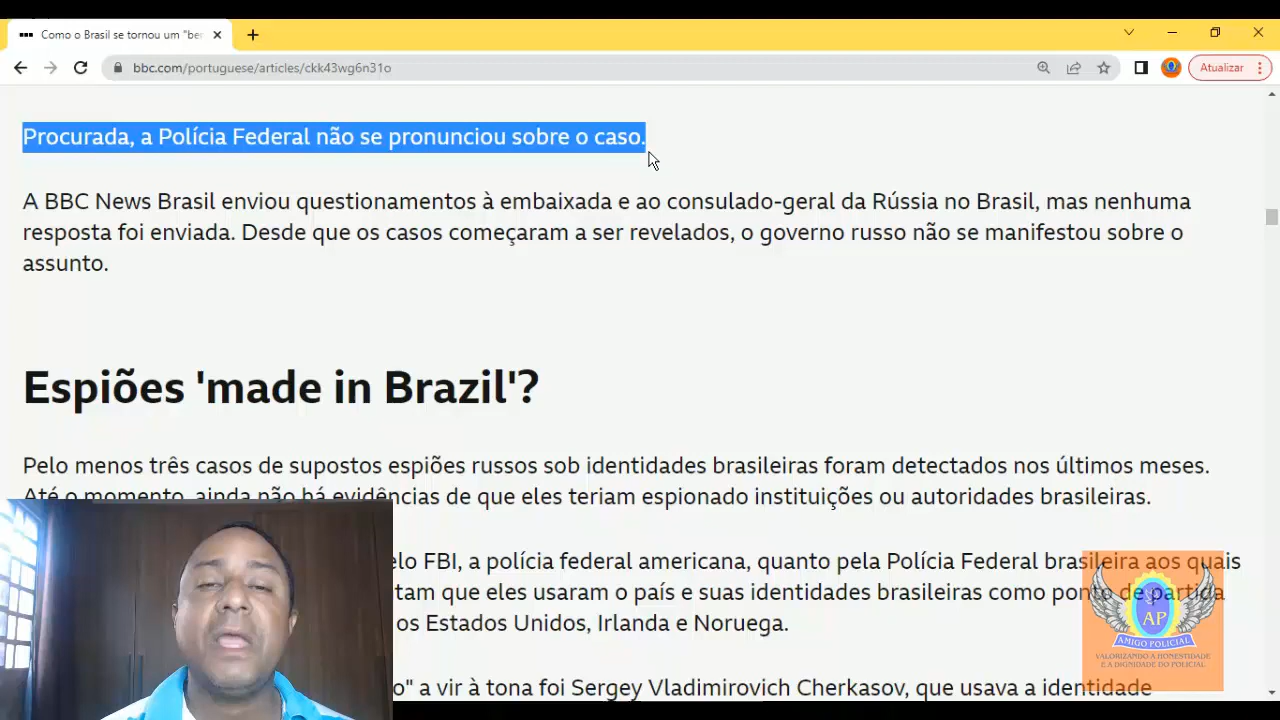 Como o Brasil se tornou um "ber
bbc.com/portuguese/articles/ckk43wg6n31o
Atualizar
Procurada, a Polícia Federal não se pronunciou sobre o caso.
A BBC News Brasil enviou questionamentos à embaixada e ao consulado-geral da Rússia no Brasil, mas nenhuma
resposta foi enviada. Desde que os casos começaram a ser revelados, o governo russo não se manifestou sobre o
assunto.
Espiões 'made in Brazil'?
Pelo menos três casos de supostos espiões russos sob identidades brasileiras foram detectados nos últimos meses.
Até o momento, ainda não há evidências de que eles teriam espionado instituições ou autoridades brasileiras.
elo FBI, a polícia federal americana, quanto pela Polícia Federal brasileira aos quais
tam que eles usaram o país e suas identidades brasileiras como ponto de partida
os Estados Unidos, Irlanda e Noruega.
o" a vir à tona foi Sergey Vladimirovich Cherkasov, que usava a identidade
AP
AMIGO POLICIAL
VALORIZANDO A HONESTIDADE
E A DIGNIDADE DO POLICIAL